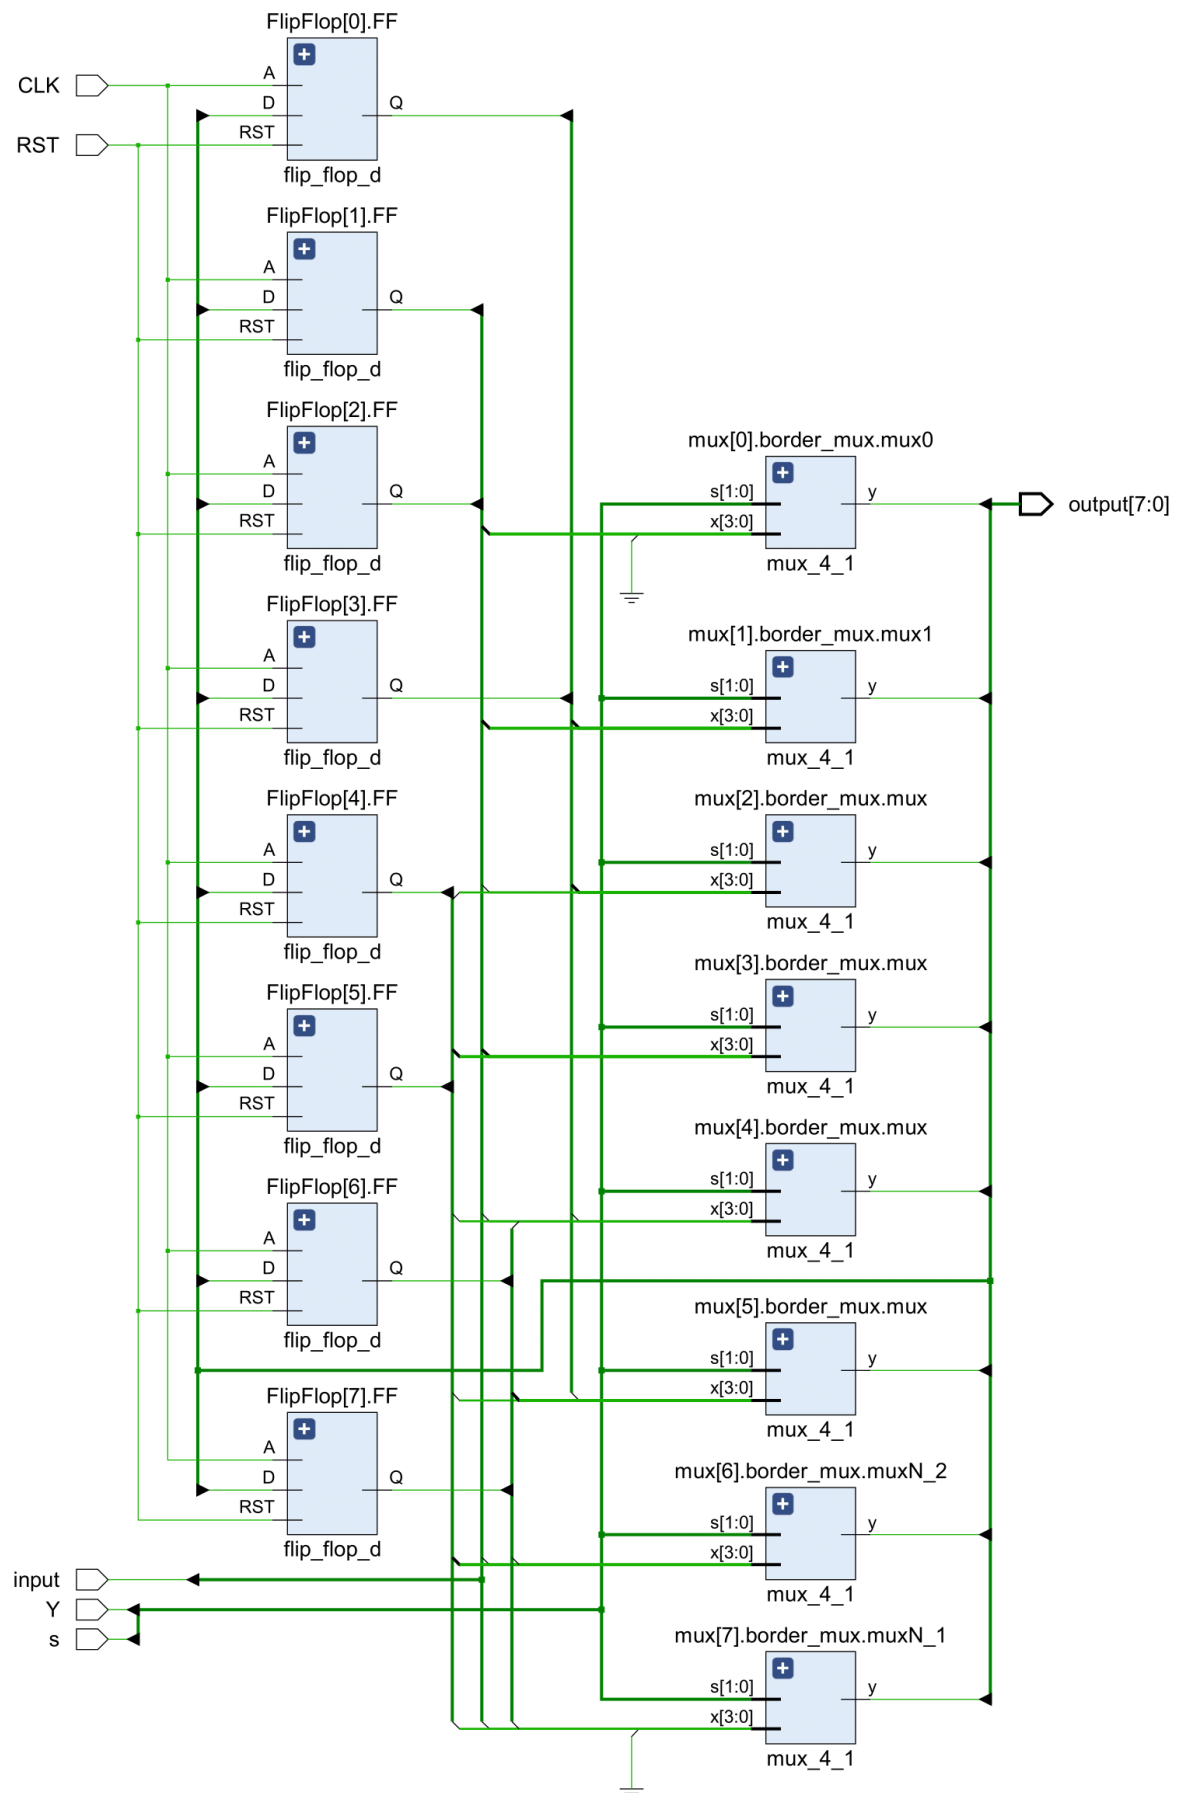 FlipFlop[0].FF
CLK
A
D
Q
RST
RST
flip_flop_d
FlipFlop[1].FF
A
D
Q
RST
flip_flop_d
FlipFlop[2].FF
A
D
Q
RST
flip_flop_d
FlipFlop[3].FF
A
D
Q
RST
flip_flop_d
FlipFlop[4].FF
A
D
Q
RST
flip_flop_d
FlipFlop[5].FF
A
D
Q
RST
flip_flop_d
FlipFlop[6].FF
A
D
Q
RST
flip_flop_d
FlipFlop[7].FF
A
D
Q
RST
flip_flop_d
input
Y
s
mux[0].border_mux.mux0
s[1:0]
y
x[3:0]
mux_4_1
output[7:0]
mux[1].border_mux.mux1
s[1:0]
y
x[3:0]
mux_4_1
mux[2].border_mux.mux
s[1:0]
y
x[3:0]
mux_4_1
mux[3].border_mux.mux
s[1:0]
y
x[3:0]
mux_4_1
mux[4].border_mux.mux
s[1:0]
y
x[3:0]
mux_4_1
mux[5].border_mux.mux
s[1:0]
y
x[3:0]
mux_4_1
mux[6].border_mux.muxN_2
s[1:0]
y
x[3:0]
mux_4_1
mux[7].border_mux.muxN_1
s[1:0]
y
x[3:0]
mux_4_1